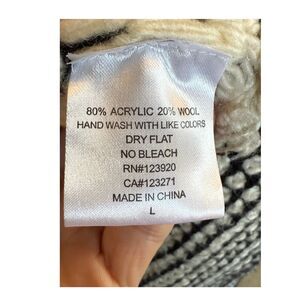 80% ACRYLIC 20% WOOL
HAND WASH WITH LIKE COLORS
DRY FLAT
NO BLEACH
RN#123920
CA#123271
MADE IN CHINA
L